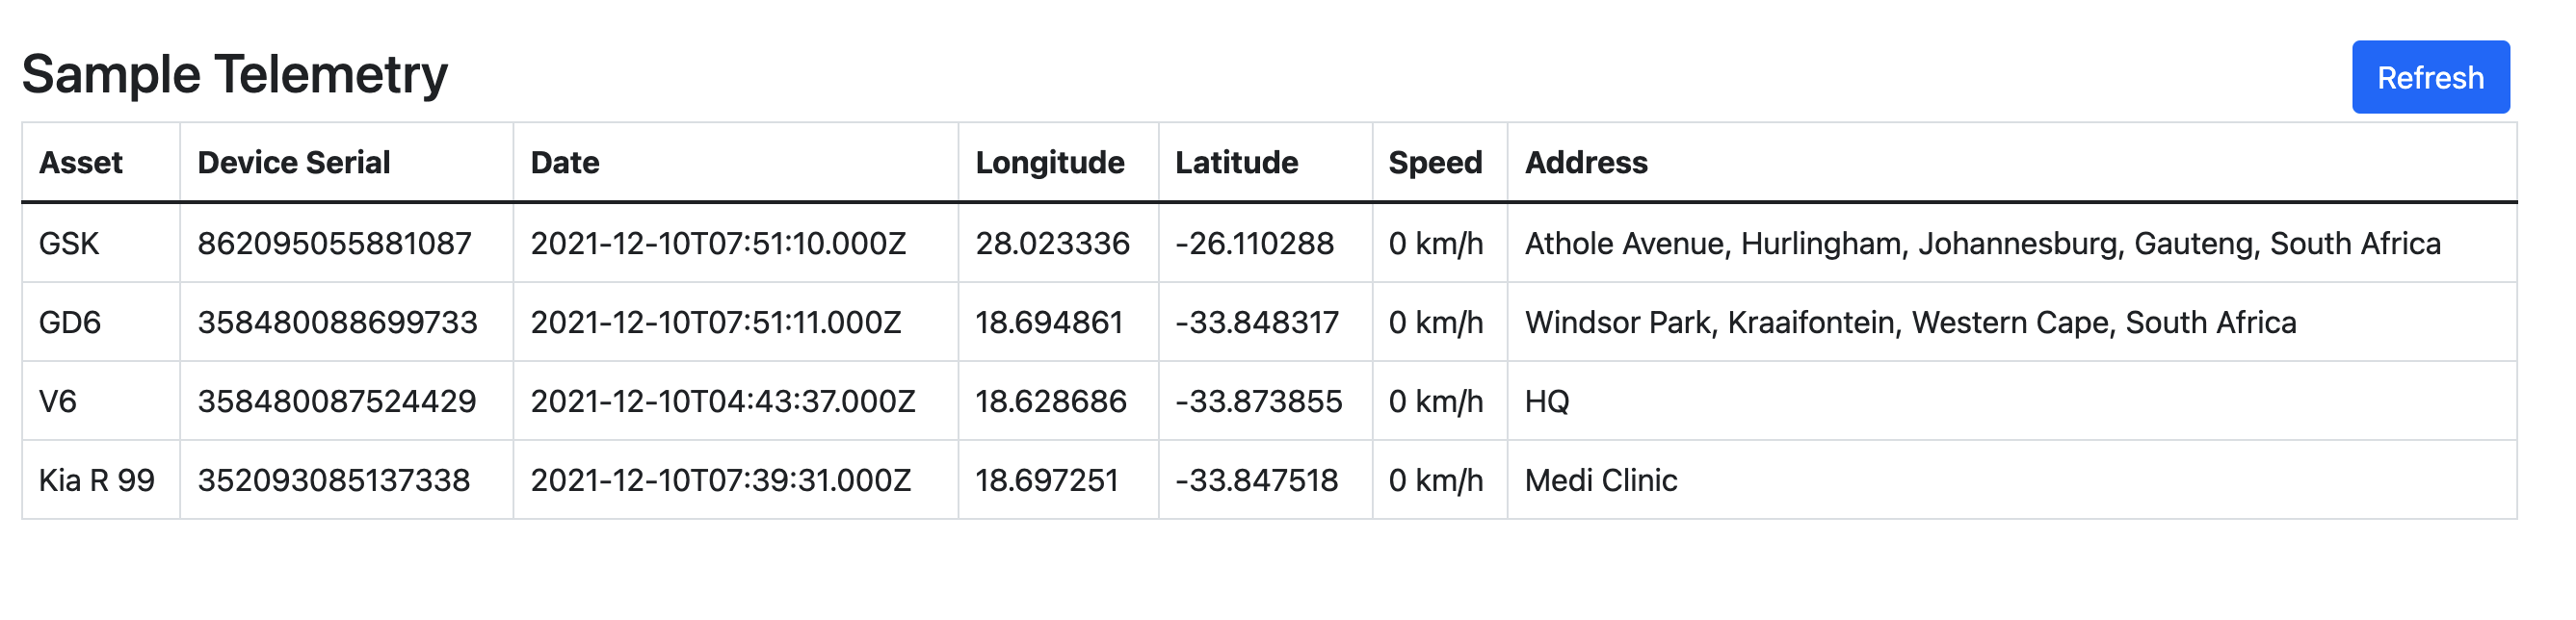 Sample Telemetry
Refresh
Asset Device Serial Date Longitude Latitude Speed Address
GSK 862095055881087 2021-12-10T07:51:10.000Z 28.023336 -26.110288 0 km/h Athole Avenue, Hurlingham, Johannesburg, Gauteng, South Africa
GD6 358480088699733 2021-12-10T07:51:11.000Z 18.694861 -33.848317 0 km/h Windsor Park, Kraaifontein, Western Cape, South Africa
V6 358480087524429 2021-12-10T04:43:37.000Z 18.628686 -33.873855 0 km/h HQ
Kia R 99 352093085137338 2021-12-10T07:39:31.000Z 18.697251 -33.847518 0 km/h Medi Clinic